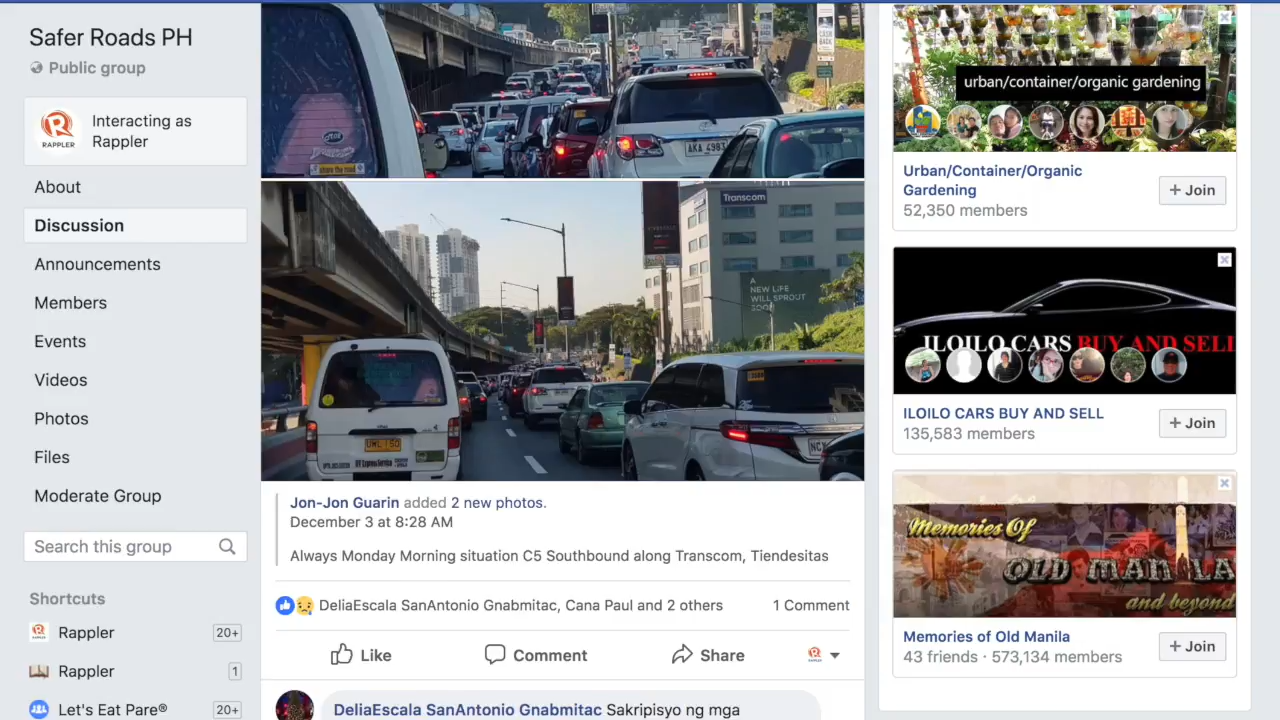 Safer Roads PH
Public group
RAPPLER
Interacting as
Rappler
About
Discussion
Announcements
Members
Events
Videos
Photos
Files
Moderate Group
Search this group
Shortcuts
Rappler 20+
Rappler 1
Let's Eat Pare® 20+
AKA 4983
Transcom
A
NEW LIFE
WILL SPROUT
SOON
UWL 150
Jon-Jon Guarin added 2 new photos.
December 3 at 8:28 AM
Always Monday Morning situation C5 Southbound along Transcom, Tiendesitas
DeliaEscala SanAntonio Gnabmitac, Cana Paul and 2 others 1 Comment
Like Comment Share
DeliaEscala SanAntonio Gnabmitac Sakripisyo ng mga
urban/container/organic gardening
Urban/Container/Organic
Gardening
52,350 members
+ Join
ILOILO CARS BUY AND SELL
ILOILO CARS BUY AND SELL
135,583 members
+ Join
Memories Of
OLD MANILA
and beyond
Memories of Old Manila
43 friends · 573,134 members
+ Join